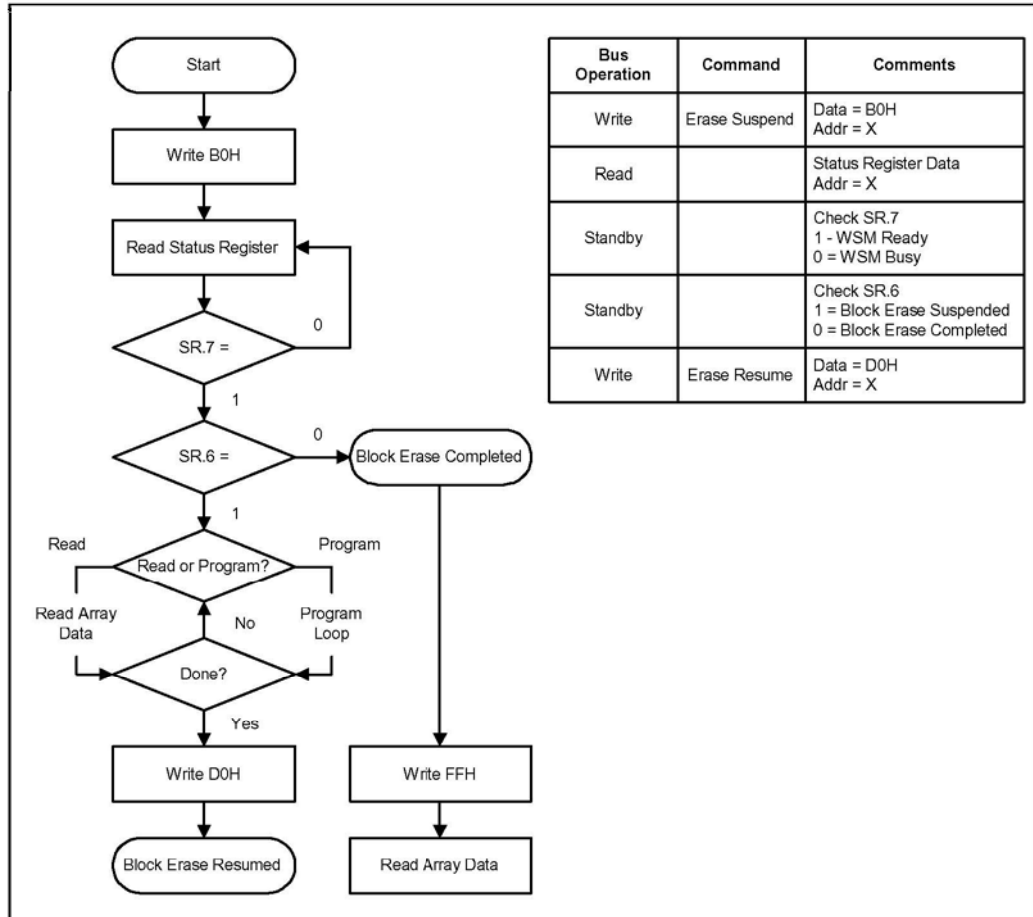 Start
Write B0H
Read Status Register
0
SR.7 =
1
0
SR.6 =
Block Erase Completed
1
Read
Program
Read or Program?
Read Array
Data
No
Program
Loop
Done?
Yes
Write D0H
Write FFH
Block Erase Resumed
Read Array Data
Bus
Operation
Command
Comments
Write
Erase Suspend
Data = B0H
Addr = X
Read
Status Register Data
Addr = X
Standby
Check SR.7
1 - WSM Ready
0 = WSM Busy
Standby
Check SR.6
1 = Block Erase Suspended
0 = Block Erase Completed
Write
Erase Resume
Data = D0H
Addr = X